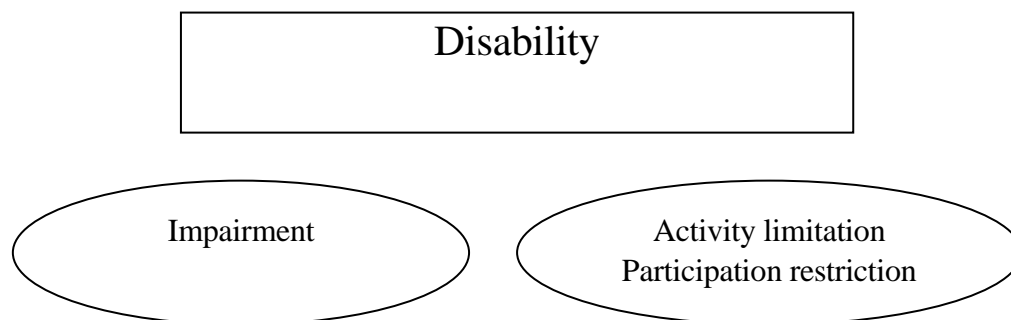 Disability
Impairment
Activity limitation
Participation restriction